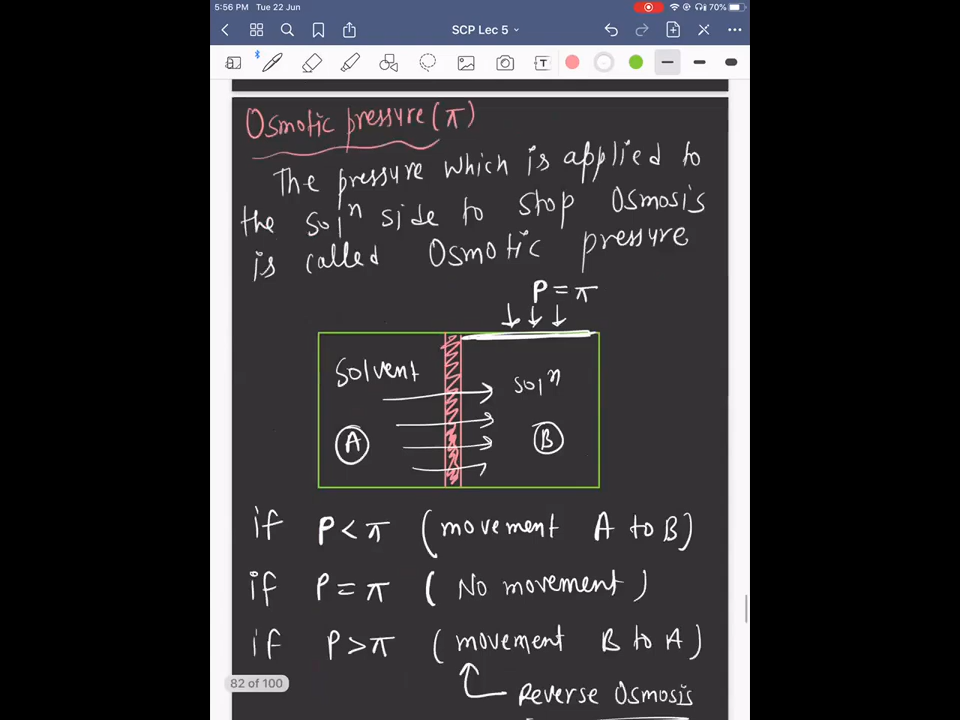 5:56 PM Tue 22 Jun
70%
SCP Lec 5
T
Osmotic pressure (π)
The pressure which is applied to
the solⁿ side to stop Osmosis
is called Osmotic pressure
P = π
Solvent
solⁿ
A
B
if P < π (movement A to B)
if P = π ( No movement )
if P > π ( movement B to A )
Reverse Osmosis
82 of 100